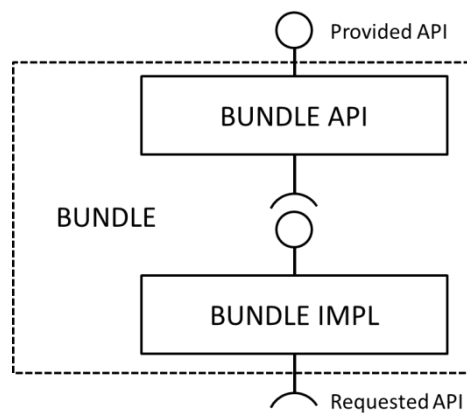 Provided API
BUNDLE API
BUNDLE
BUNDLE IMPL
Requested API